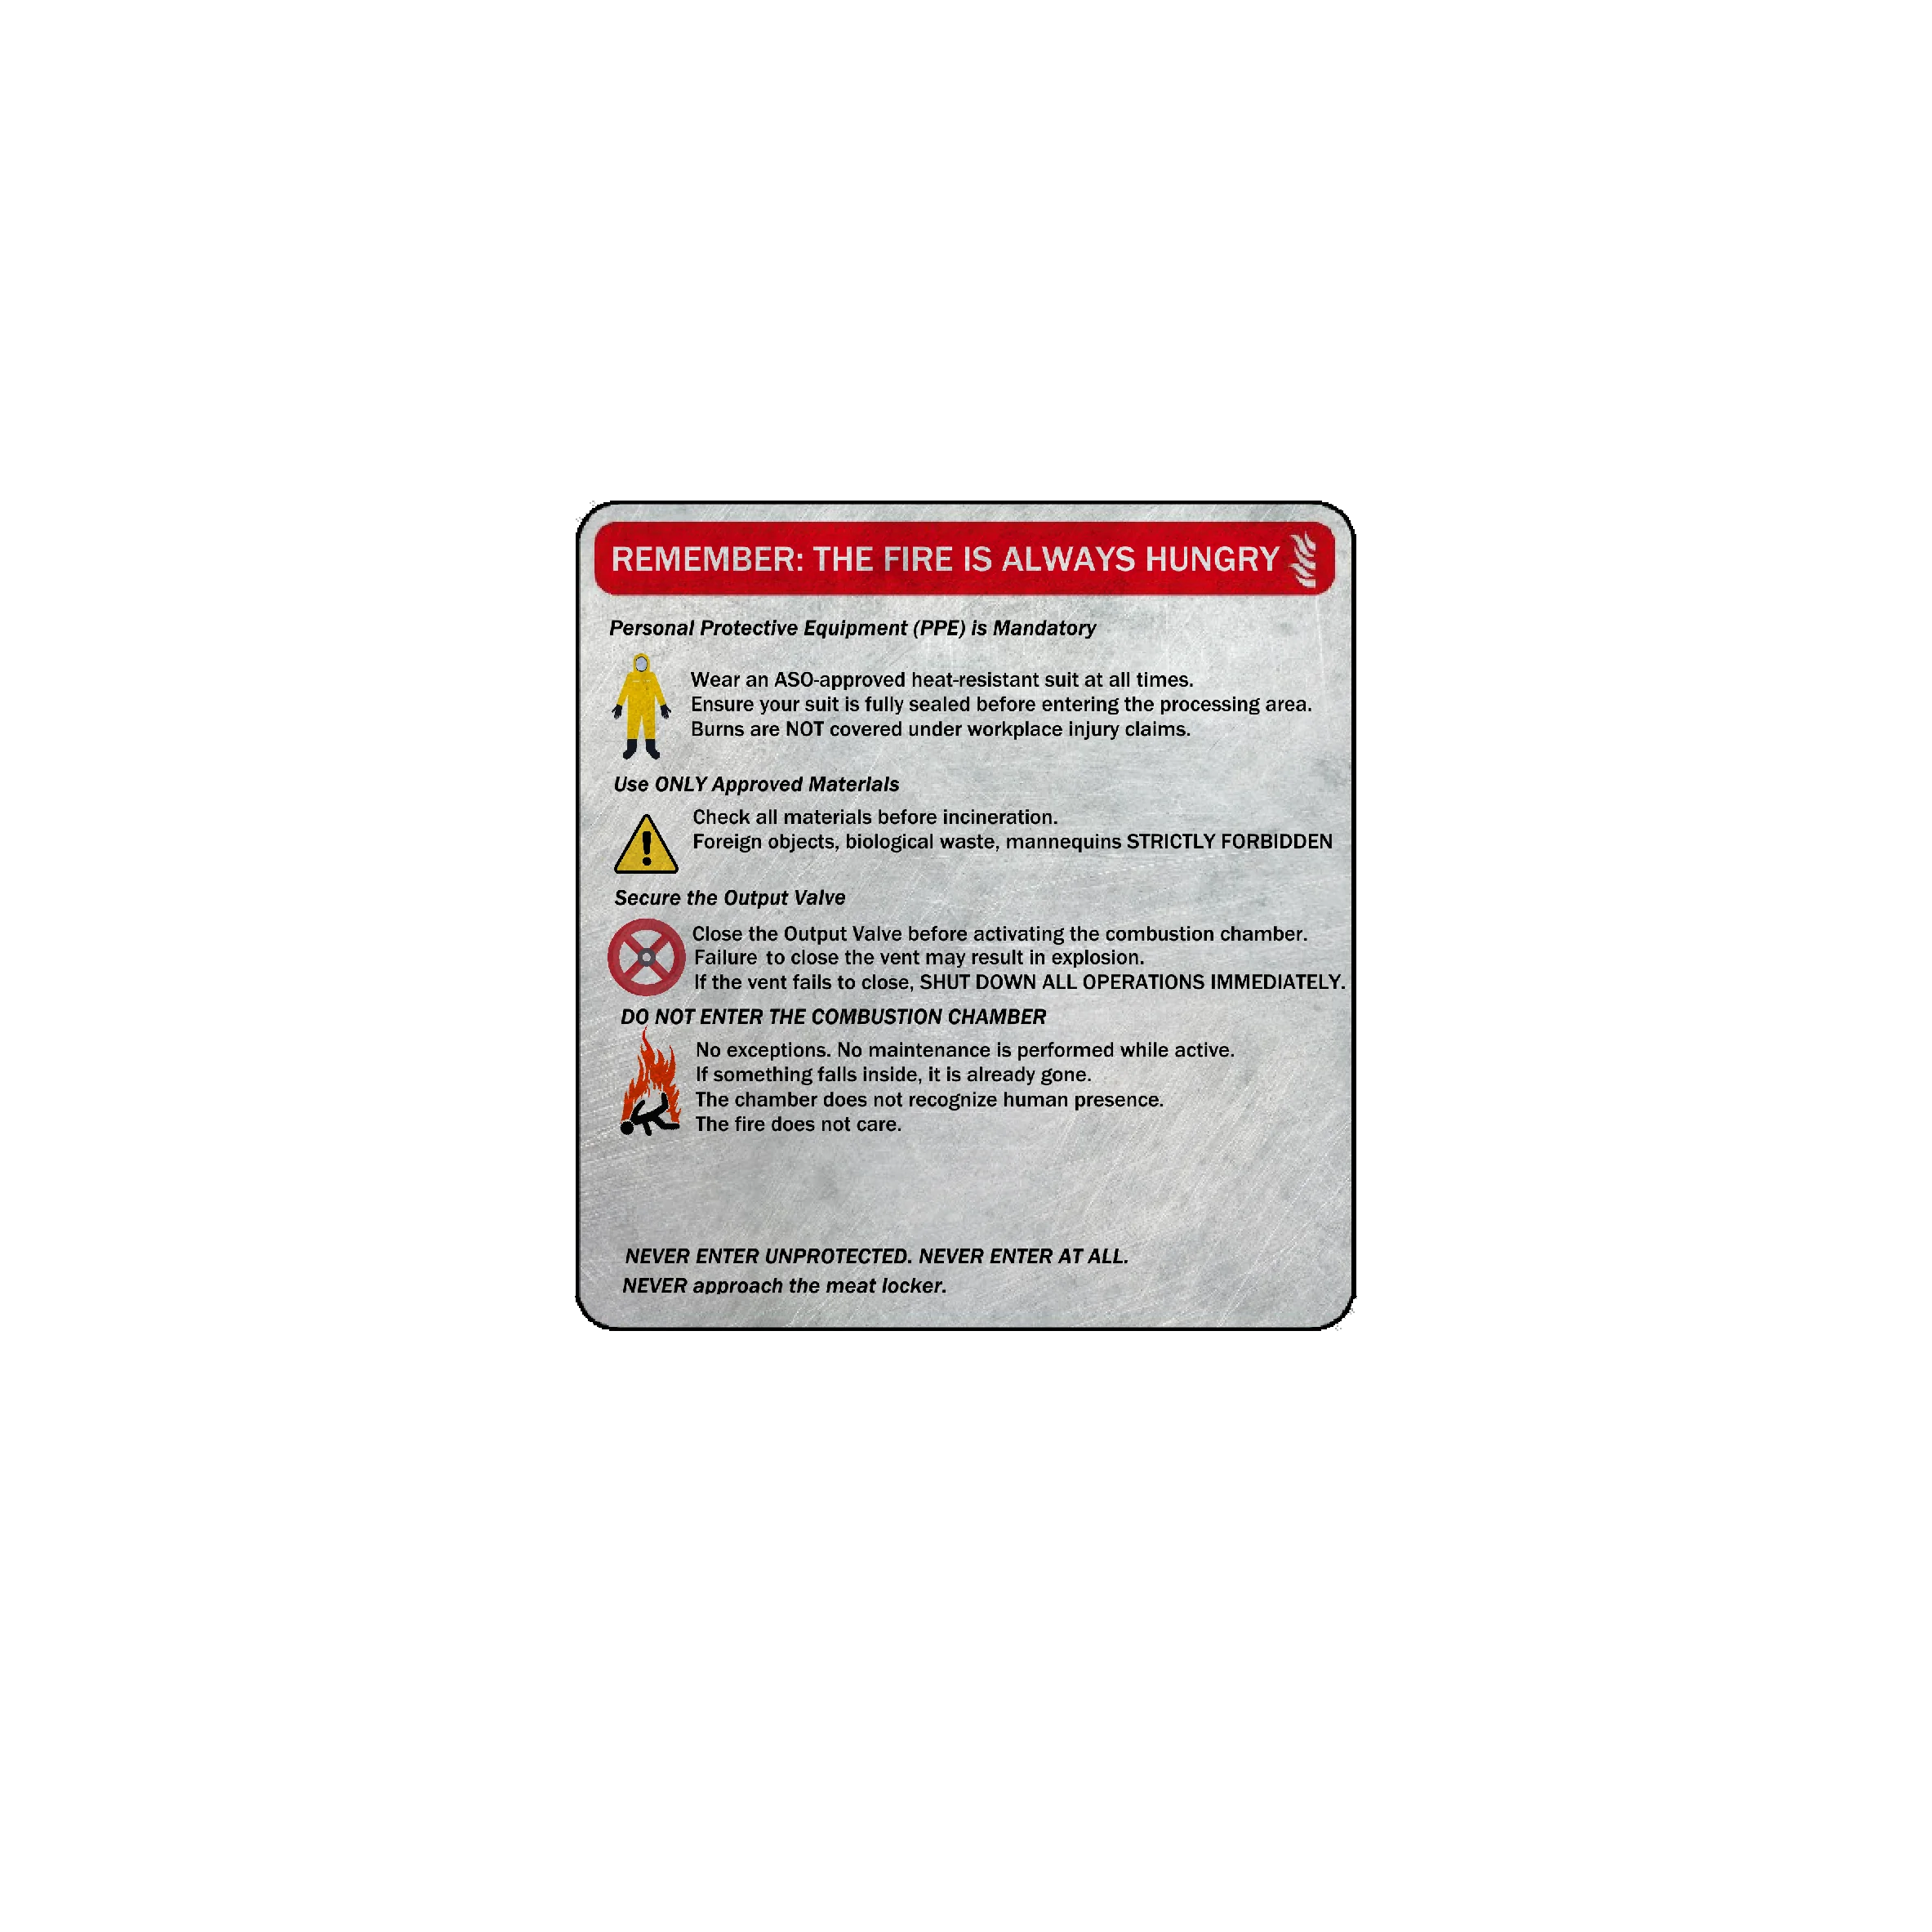 REMEMBER: THE FIRE IS ALWAYS HUNGRY
Personal Protective Equipment (PPE) is Mandatory
Wear an ASO-approved heat-resistant suit at all times.
Ensure your suit is fully sealed before entering the processing area.
Burns are NOT covered under workplace injury claims.
Use ONLY Approved Materials
Check all materials before incineration.
Foreign objects, biological waste, mannequins STRICTLY FORBIDDEN
Secure the Output Valve
Close the Output Valve before activating the combustion chamber.
Failure to close the vent may result in explosion.
If the vent fails to close, SHUT DOWN ALL OPERATIONS IMMEDIATELY.
DO NOT ENTER THE COMBUSTION CHAMBER
No exceptions. No maintenance is performed while active.
If something falls inside, it is already gone.
The chamber does not recognize human presence.
The fire does not care.
NEVER ENTER UNPROTECTED. NEVER ENTER AT ALL.
NEVER approach the meat locker.